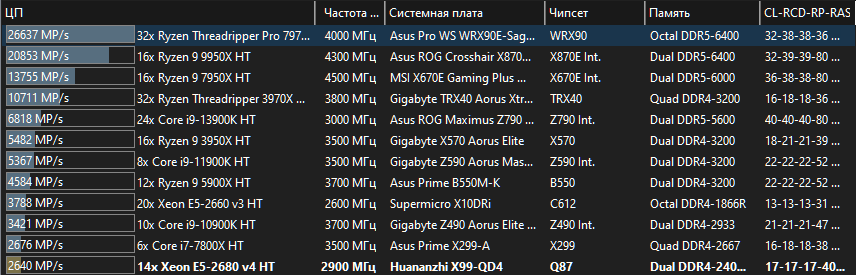 ЦП Частота ... Системная плата Чипсет Память CL-RCD-RP-RAS
26637 MP/s 32x Ryzen Threadripper Pro 797... 4000 МГц Asus Pro WS WRX90E-Sag... WRX90 Octal DDR5-6400 32-38-38-36 ...
20853 MP/s 16x Ryzen 9 9950X HT 4300 МГц Asus ROG Crosshair X870... X870E Int. Dual DDR5-6400 32-39-39-80 ...
13755 MP/s 16x Ryzen 9 7950X HT 4500 МГц MSI X670E Gaming Plus ... X670E Int. Dual DDR5-6000 36-38-38-80 ...
10711 MP/s 32x Ryzen Threadripper 3970X ... 3800 МГц Gigabyte TRX40 Aorus Xtr... TRX40 Quad DDR4-3200 16-18-18-36 ...
6818 MP/s 24x Core i9-13900K HT 3000 МГц Asus ROG Maximus Z790 ... Z790 Int. Dual DDR5-5600 40-40-40-80 ...
5482 MP/s 16x Ryzen 9 3950X HT 3500 МГц Gigabyte X570 Aorus Elite X570 Dual DDR4-3200 18-21-21-39 ...
5367 MP/s 8x Core i9-11900K HT 3500 МГц Gigabyte Z590 Aorus Mas... Z590 Int. Dual DDR4-3200 22-22-22-52 ...
4584 MP/s 12x Ryzen 9 5900X HT 3700 МГц Asus Prime B550M-K B550 Dual DDR4-3200 22-22-22-52 ...
3788 MP/s 20x Xeon E5-2660 v3 HT 2600 МГц Supermicro X10DRi C612 Octal DDR4-1866R 13-13-13-31 ...
3421 MP/s 10x Core i9-10900K HT 3700 МГц Gigabyte Z490 Aorus Elite ... Z490 Int. Dual DDR4-2933 21-21-21-47 ...
2676 MP/s 6x Core i7-7800X HT 3500 МГц Asus Prime X299-A X299 Quad DDR4-2667 16-18-18-38 ...
2640 MP/s 14x Xeon E5-2680 v4 HT 2900 МГц Huananzhi X99-QD4 Q87 Dual DDR4-240... 17-17-17-40...